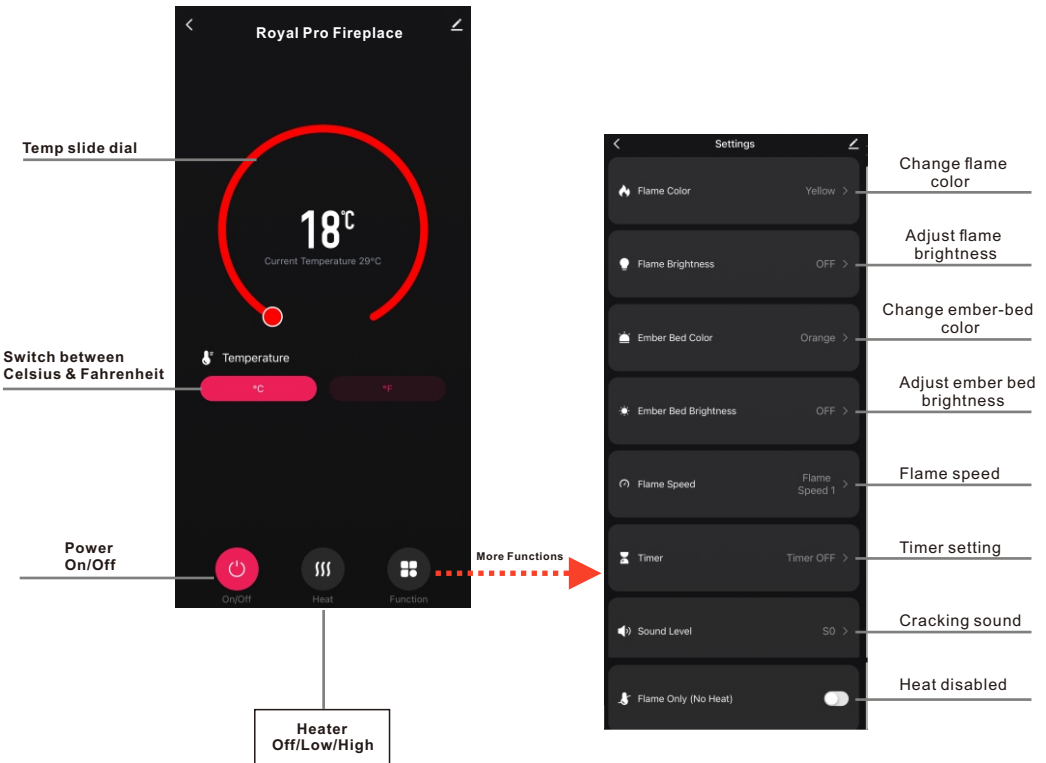 Royal Pro Fireplace
Temp slide dial
18°C
Current Temperature 29°C
Switch between
Celsius & Fahrenheit
Temperature
°C
°F
Power
On/Off
On/Off
Heat
Function
More Functions
Heater
Off/Low/High
Settings
Flame Color
Yellow
Change flame
color
Flame Brightness
OFF
Adjust flame
brightness
Ember Bed Color
Orange
Change ember-bed
color
Ember Bed Brightness
OFF
Adjust ember bed
brightness
Flame Speed
Flame
Speed 1
Flame speed
Timer
Timer OFF
Timer setting
Sound Level
S0
Cracking sound
Flame Only (No Heat)
Heat disabled